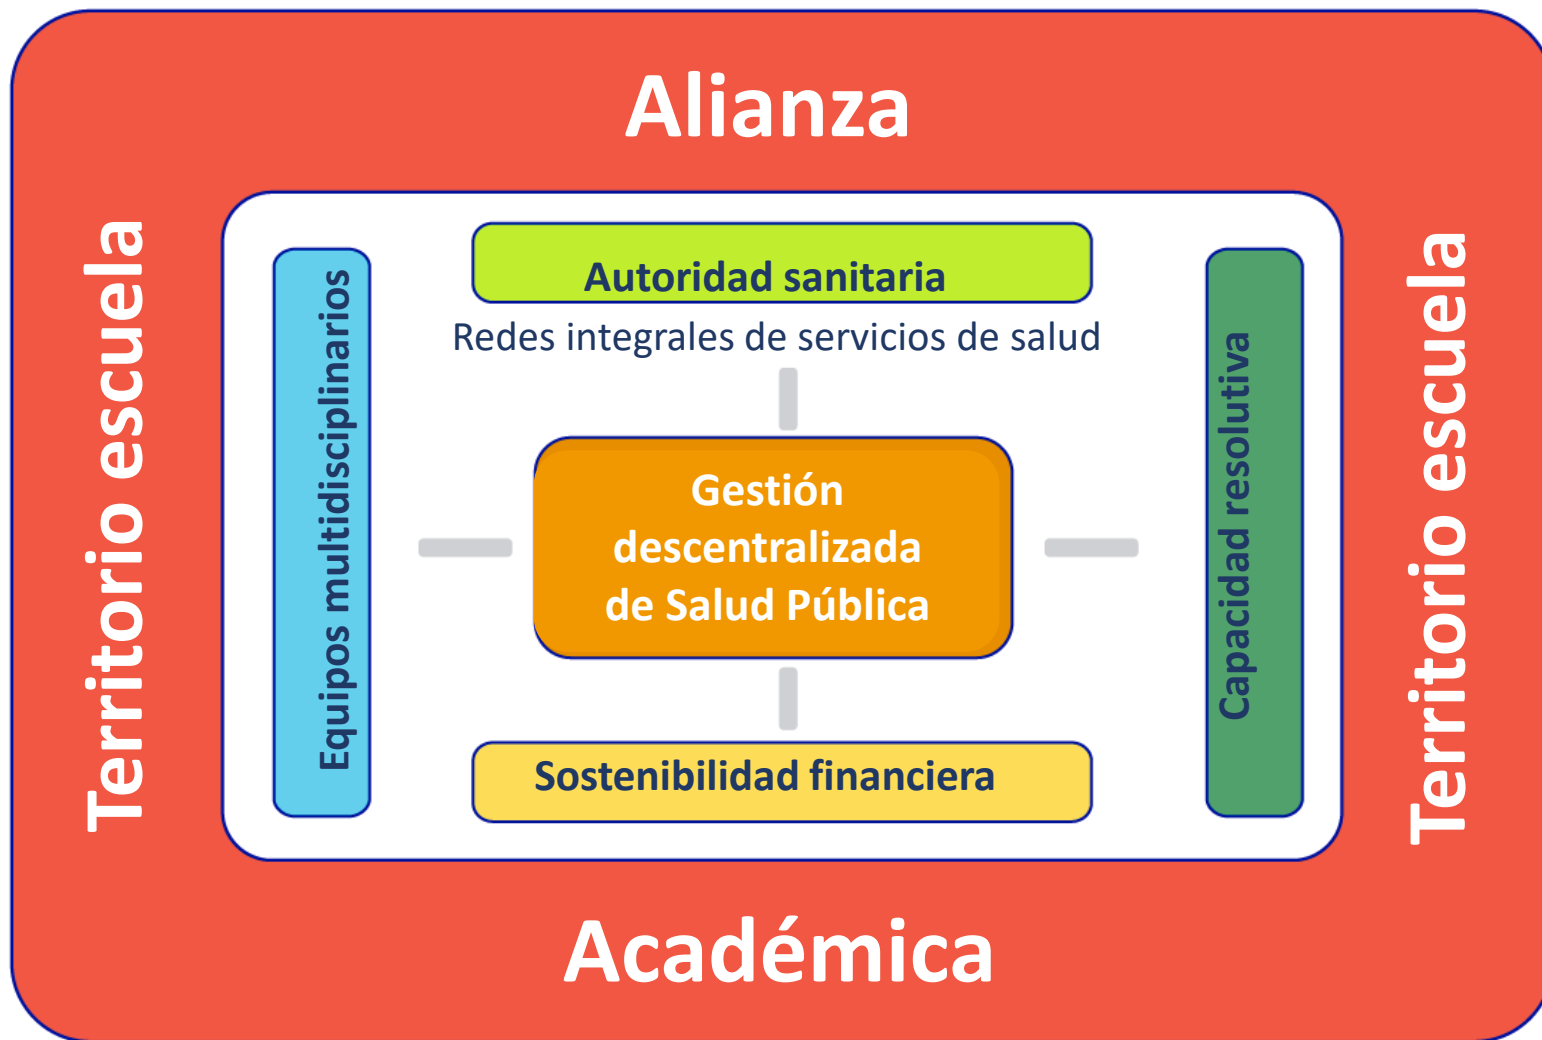 Alianza
Territorio escuela
Equipos multidisciplinarios
Autoridad sanitaria
Redes integrales de servicios de salud
Gestión
descentralizada
de Salud Pública
Sostenibilidad financiera
Capacidad resolutiva
Territorio escuela
Académica